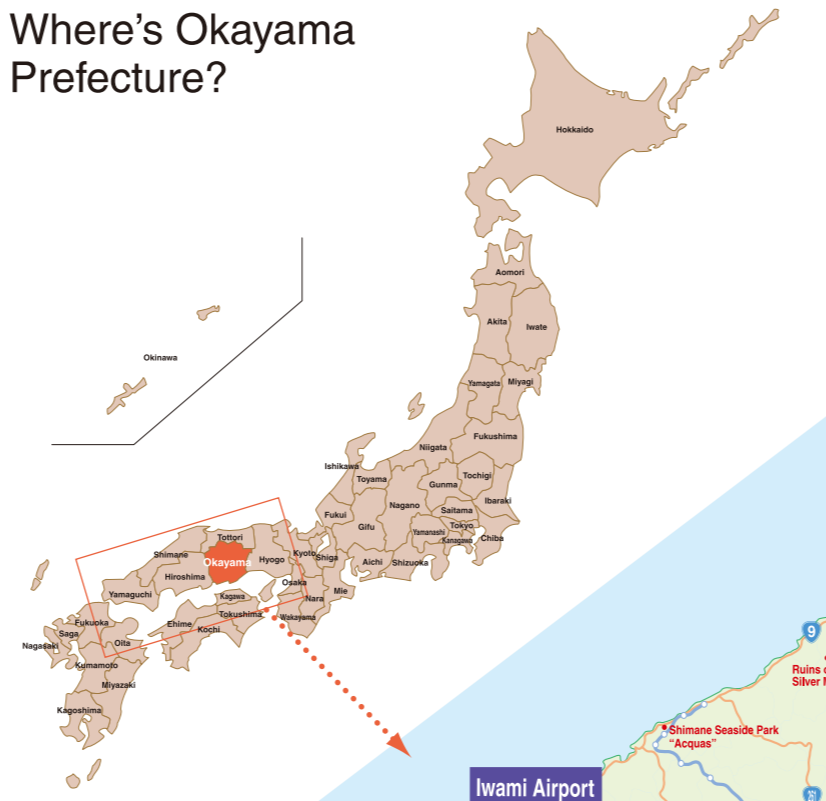 Where's Okayama
Prefecture?
Hokkaido
Aomori
Akita
Iwate
Okinawa
Yamagata
Miyagi
Fukushima
Niigata
Ishikawa
Toyama
Tochigi
Gunma
Ibaraki
Nagano
Saitama
Fukui
Gifu
Tokyo
Yamanashi
Kanagawa
Chiba
Tottori
Kyoto
Shiga
Shimane
Okayama
Hyogo
Aichi
Shizuoka
Hiroshima
Osaka
Mie
Yamaguchi
Kagawa
Nara
Tokushima
Wakayama
Fukuoka
Ehime
Kochi
Saga
Oita
Nagasaki
Kumamoto
Miyazaki
Kagoshima
9
Ruins
Silver
Shimane Seaside Park
“Acquas”
Iwami Airport